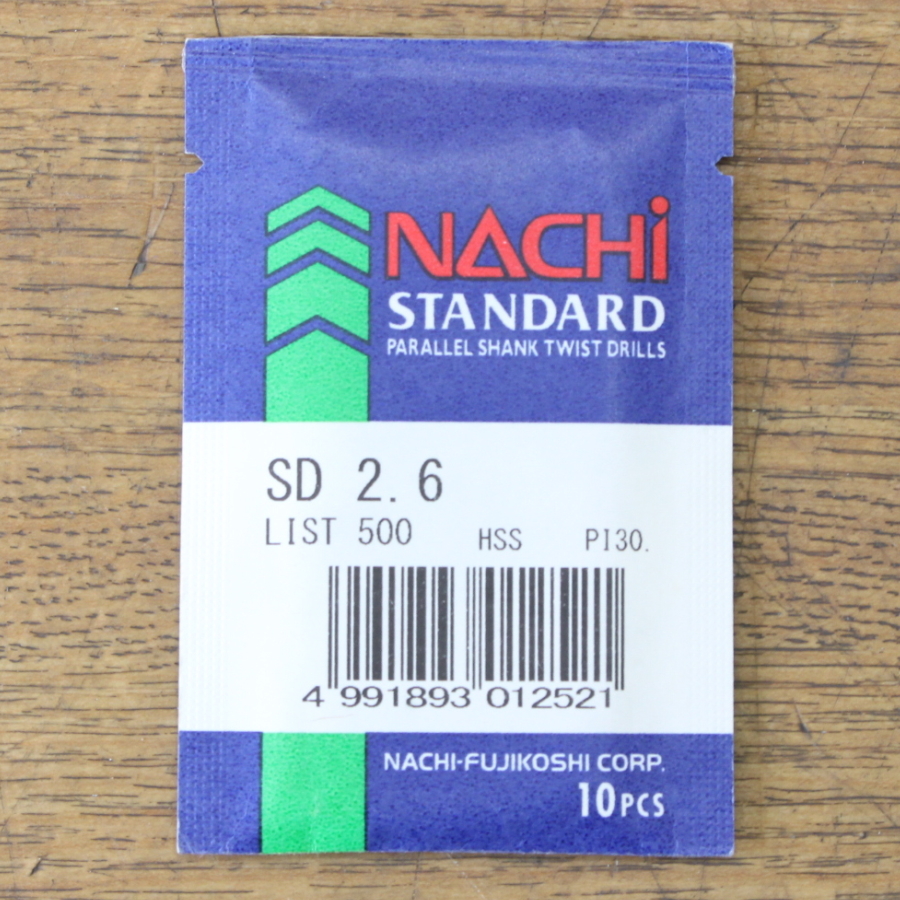 NACHi
STANDARD
PARALLEL SHANK TWIST DRILLS
SD 2.6
LIST 500 HSS PI30.
4 991893 012521
NACHI-FUJIKOSHI CORP.
10PCS